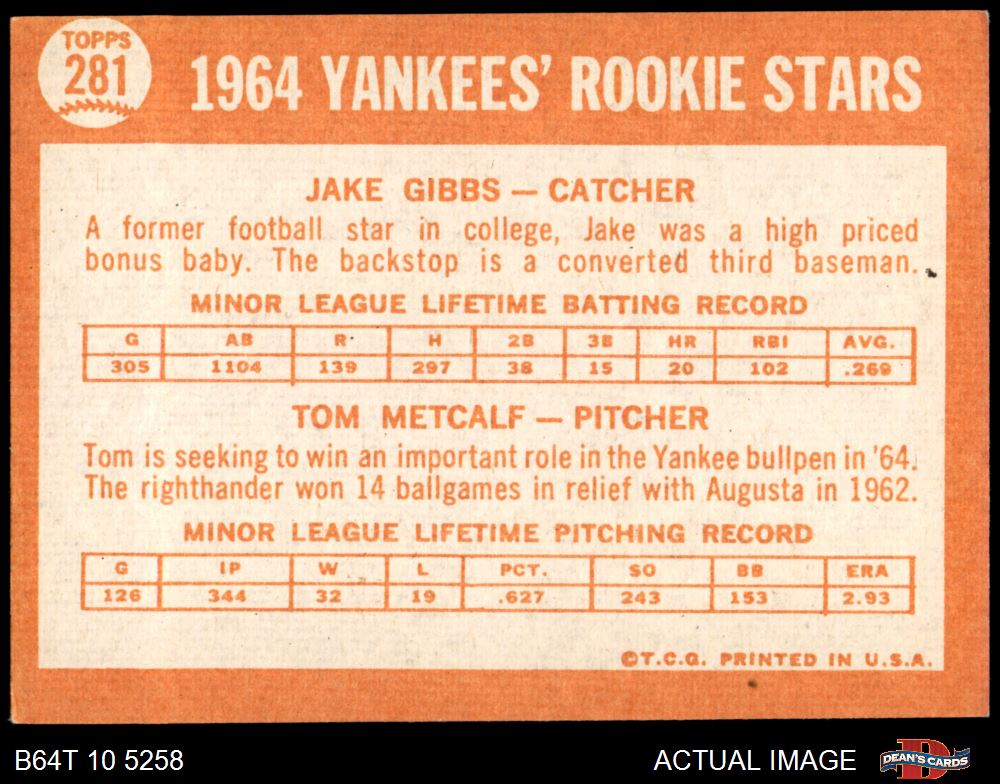 TOPPS
281
1964 YANKEES' ROOKIE STARS
JAKE GIBBS — CATCHER
A former football star in college, Jake was a high priced
bonus baby. The backstop is a converted third baseman.
MINOR LEAGUE LIFETIME BATTING RECORD
G AB R H 2B 3B HR RBI AVG.
305 1104 139 297 38 15 20 102 .269
TOM METCALF — PITCHER
Tom is seeking to win an important role in the Yankee bullpen in '64.
The righthander won 14 ballgames in relief with Augusta in 1962.
MINOR LEAGUE LIFETIME PITCHING RECORD
G IP W L PCT. SO BB ERA
126 344 32 19 .627 243 153 2.93
©T.C.G. PRINTED IN U.S.A.
B64T 10 5258
ACTUAL IMAGE
DEAN'S CARDS